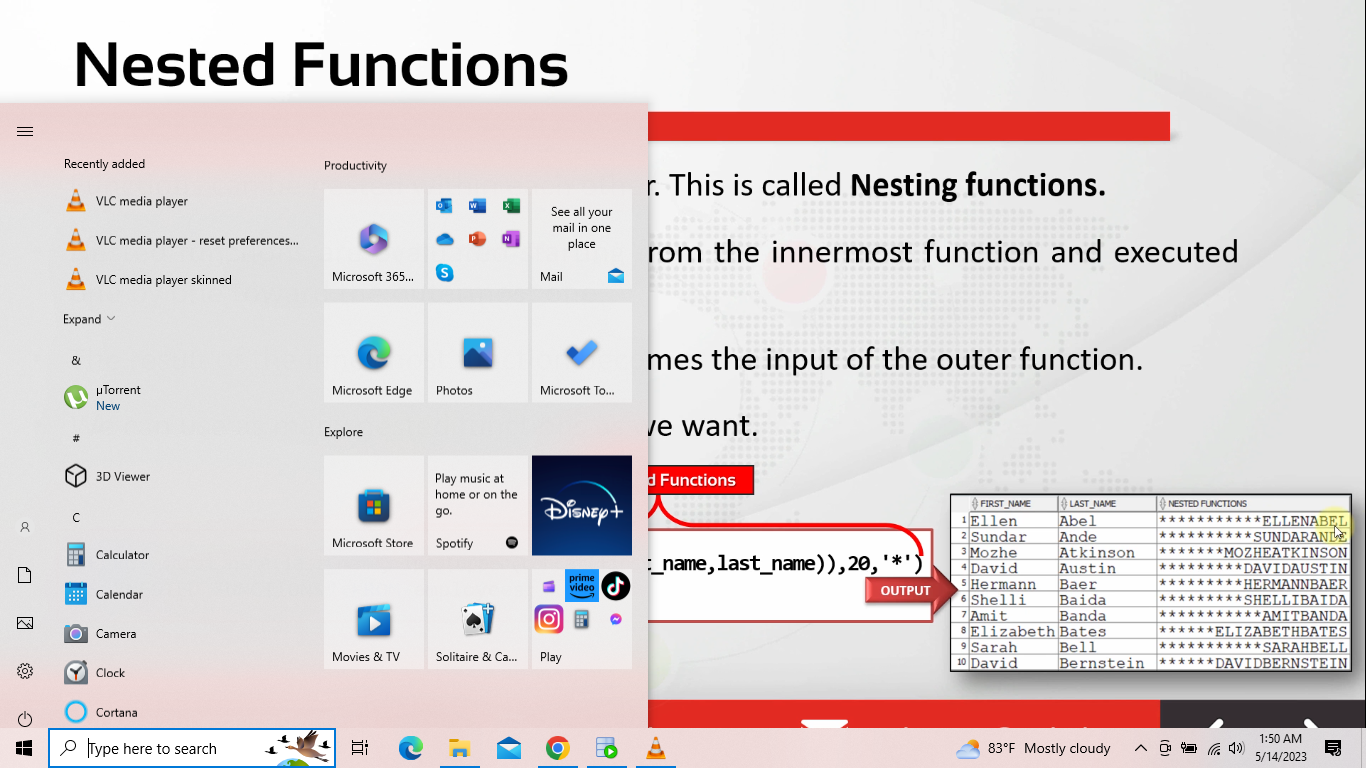 Nested Functions
Recently added
VLC media player
VLC media player - reset preferences...
VLC media player skinned
Expand
&
µTorrent
New
#
3D Viewer
C
Calculator
Calendar
Camera
Clock
Cortana
Productivity
Microsoft 365...
See all your
mail in one
place
Mail
Microsoft Edge
Photos
Microsoft To...
Explore
Microsoft Store
Play music at
home or on the
go.
Spotify
Disney+
Movies & TV
Solitaire & Ca...
prime
video
Play
r. This is called Nesting functions.
rom the innermost function and executed
mes the input of the outer function.
ve want.
d Functions
t_name,last_name)),20,'*')
OUTPUT
FIRST_NAME LAST_NAME NESTED FUNCTIONS
1 Ellen Abel ***********ELLENABEL
2 Sundar Ande **********SUNDARANDE
3 Mozhe Atkinson *******MOZHEATKINSON
4 David Austin *********DAVIDAUSTIN
5 Hermann Baer *********HERMANNBAER
6 Shelli Baida *********SHELLIBAIDA
7 Amit Banda ***********AMITBANDA
8 Elizabeth Bates ******ELIZABETHBATES
9 Sarah Bell ***********SARAHBELL
10 David Bernstein ******DAVIDBERNSTEIN
Type here to search
83°F Mostly cloudy
1:50 AM
5/14/2023